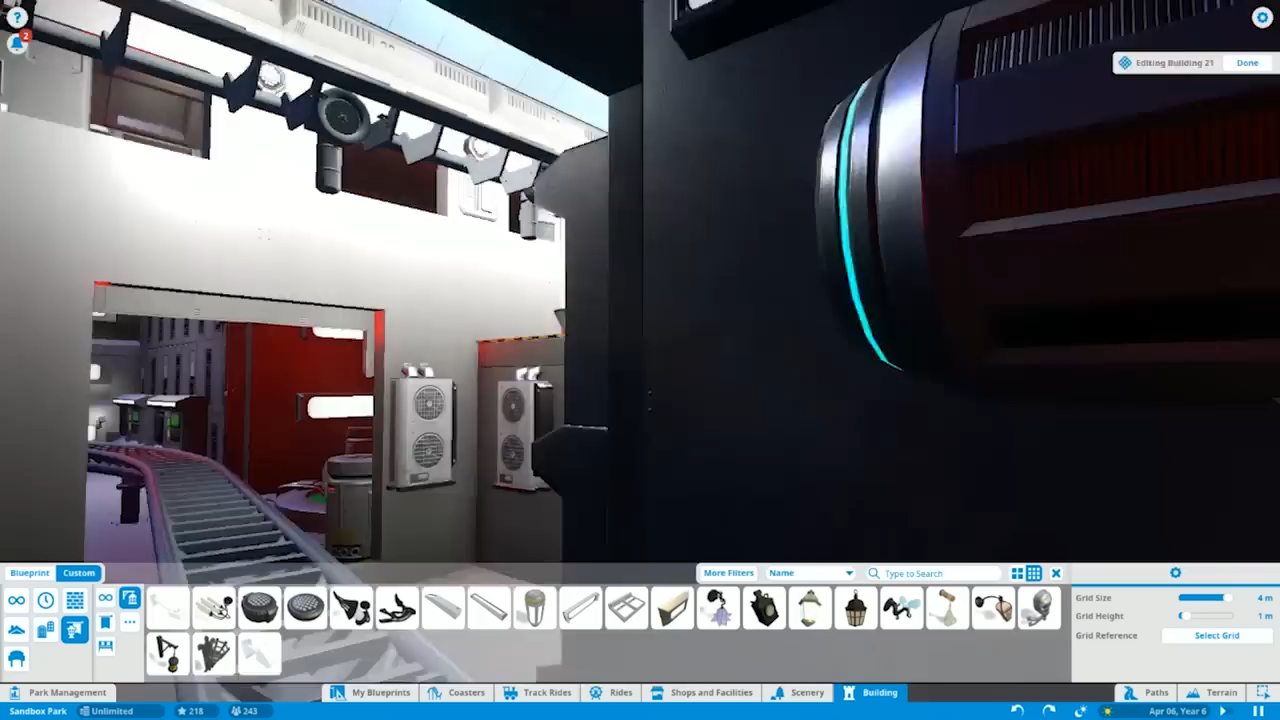 ?
2
Editing Building 21
Done
Blueprint
Custom
More Filters
Name
Type to Search
Grid Size
4 m
Grid Height
1 m
Grid Reference
Select Grid
Park Management
My Blueprints
Coasters
Track Rides
Rides
Shops and Facilities
Scenery
Building
Paths
Terrain
Sandbox Park
Unlimited
218
243
Apr 06, Year 6